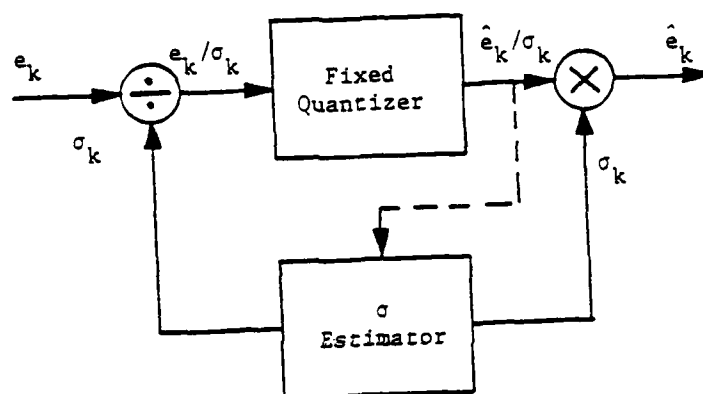 e_k
e_k/σ_k
Fixed
Quantizer
ê_k/σ_k
ê_k
σ_k
σ_k
σ
Estimator